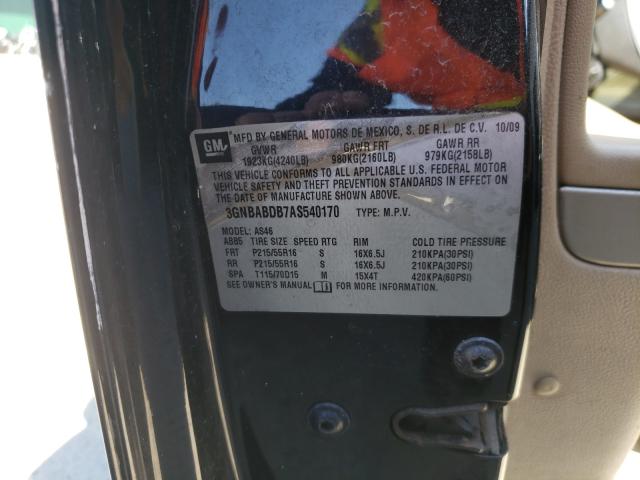 GM MFD BY GENERAL MOTORS DE MEXICO, S. DE R.L. DE C.V. 10/09
GVWR GAWR FRT GAWR RR
1923KG(4240LB) 980KG(2160LB) 979KG(2158LB)
THIS VEHICLE CONFORMS TO ALL APPLICABLE U.S. FEDERAL MOTOR
VEHICLE SAFETY AND THEFT PREVENTION STANDARDS IN EFFECT ON
THE DATE OF MANUFACTURE SHOWN ABOVE.
3GNBABDB7AS540170 TYPE: M.P.V.
MODEL: AS46
A885 TIRE SIZE SPEED RTG RIM COLD TIRE PRESSURE
FRT P215/55R16 S 16X6.5J 210KPA(30PSI)
RR P215/55R16 S 16X6.5J 210KPA(30PSI)
SPA T115/70D15 M 15X4T 420KPA(60PSI)
SEE OWNER'S MANUAL FOR MORE INFORMATION.